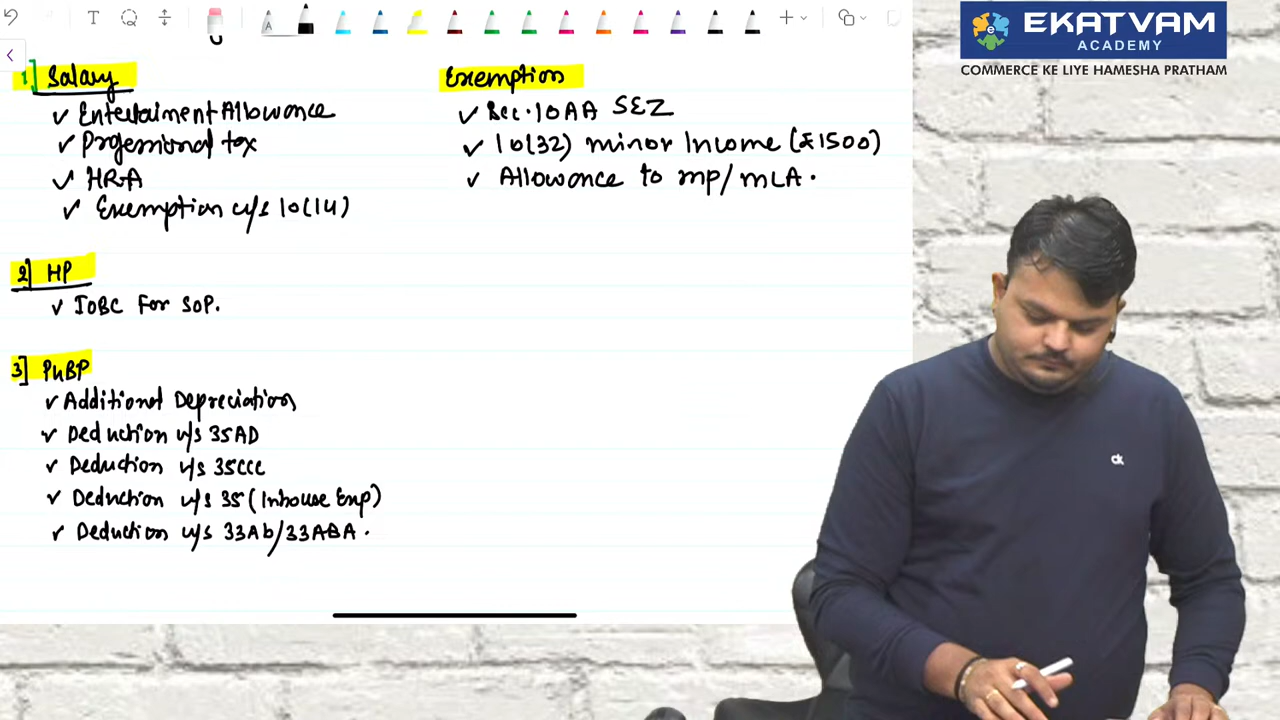 EKATVAM
ACADEMY
COMMERCE KE LIYE HAMESHA PRATHAM
1] Salary
✓ Entertainment Allowance
✓ Professional tax
✓ HRA
✓ Exemption u/s 10(14)
Exemption
✓ Sec. 10AA SEZ
✓ 10(32) minor Income (₹1500)
✓ Allowance to MP/MLA.
2] HP
✓ IOBC For SOP.
3] PHBP
✓ Additional Depreciation
✓ Deduction u/s 35AD
✓ Deduction u/s 35CCC
✓ Deduction u/s 35 (Inhouse Exp)
✓ Deduction u/s 33Ab/33ABA.
T
A
ck